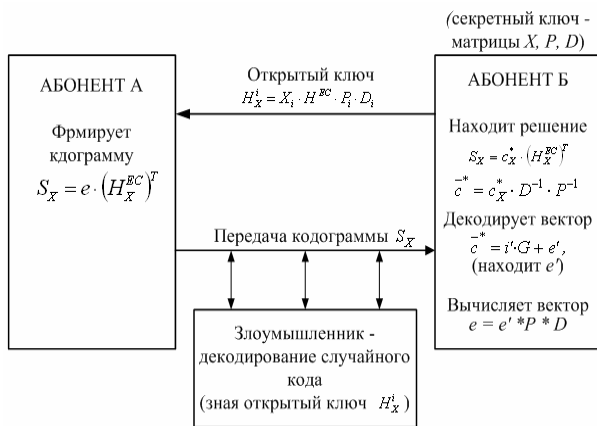 (секретный ключ -
матрицы X, P, D)
АБОНЕНТ А
Фрмирует
кдограмму
S_X = e · (H_X^{EC})^T
Открытый ключ
H_X^i = X_i · H^{EC} · P_i · D_i
АБОНЕНТ Б
Находит решение
S_X = c_X^* · (H_X^{EC})^T
c̄^* = c_X^* · D^{-1} · P^{-1}
Декодирует вектор
c̄^* = i'·G + e',
(находит e')
Вычисляет вектор
e = e' *P * D
Передача кодограммы S_X
Злоумышленник -
декодирование случайного
кода
(зная открытый ключ H_X^i )